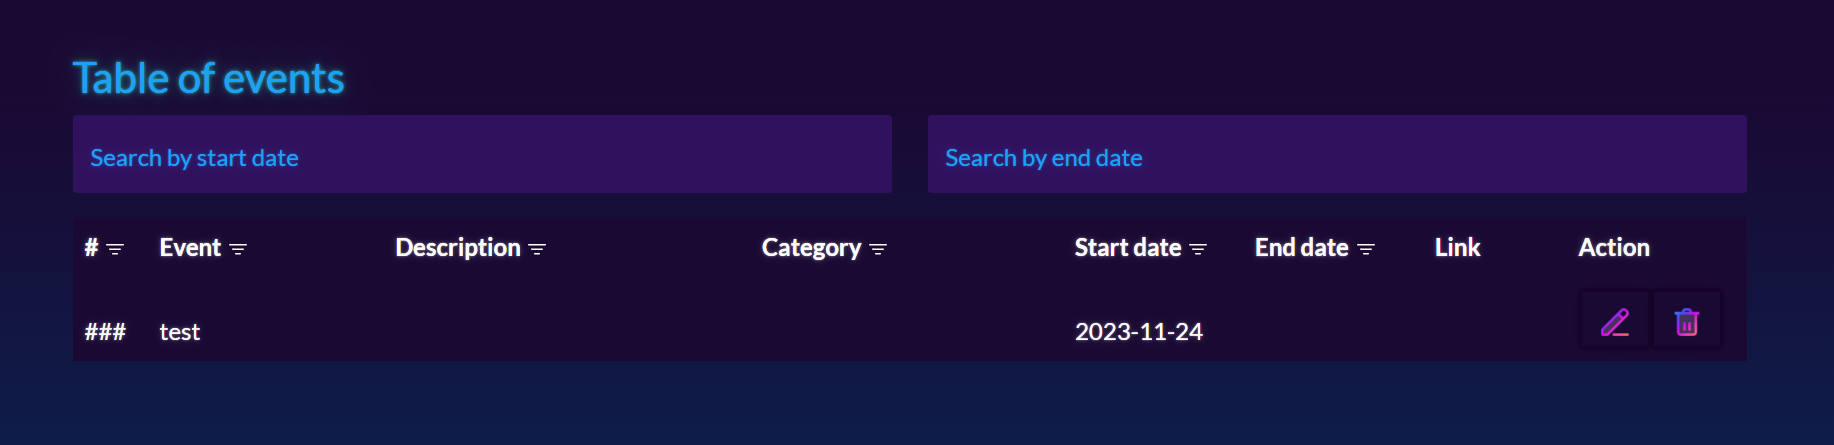 Table of events
Search by start date Search by end date
# Event Description Category Start date End date Link Action
### test 2023-11-24